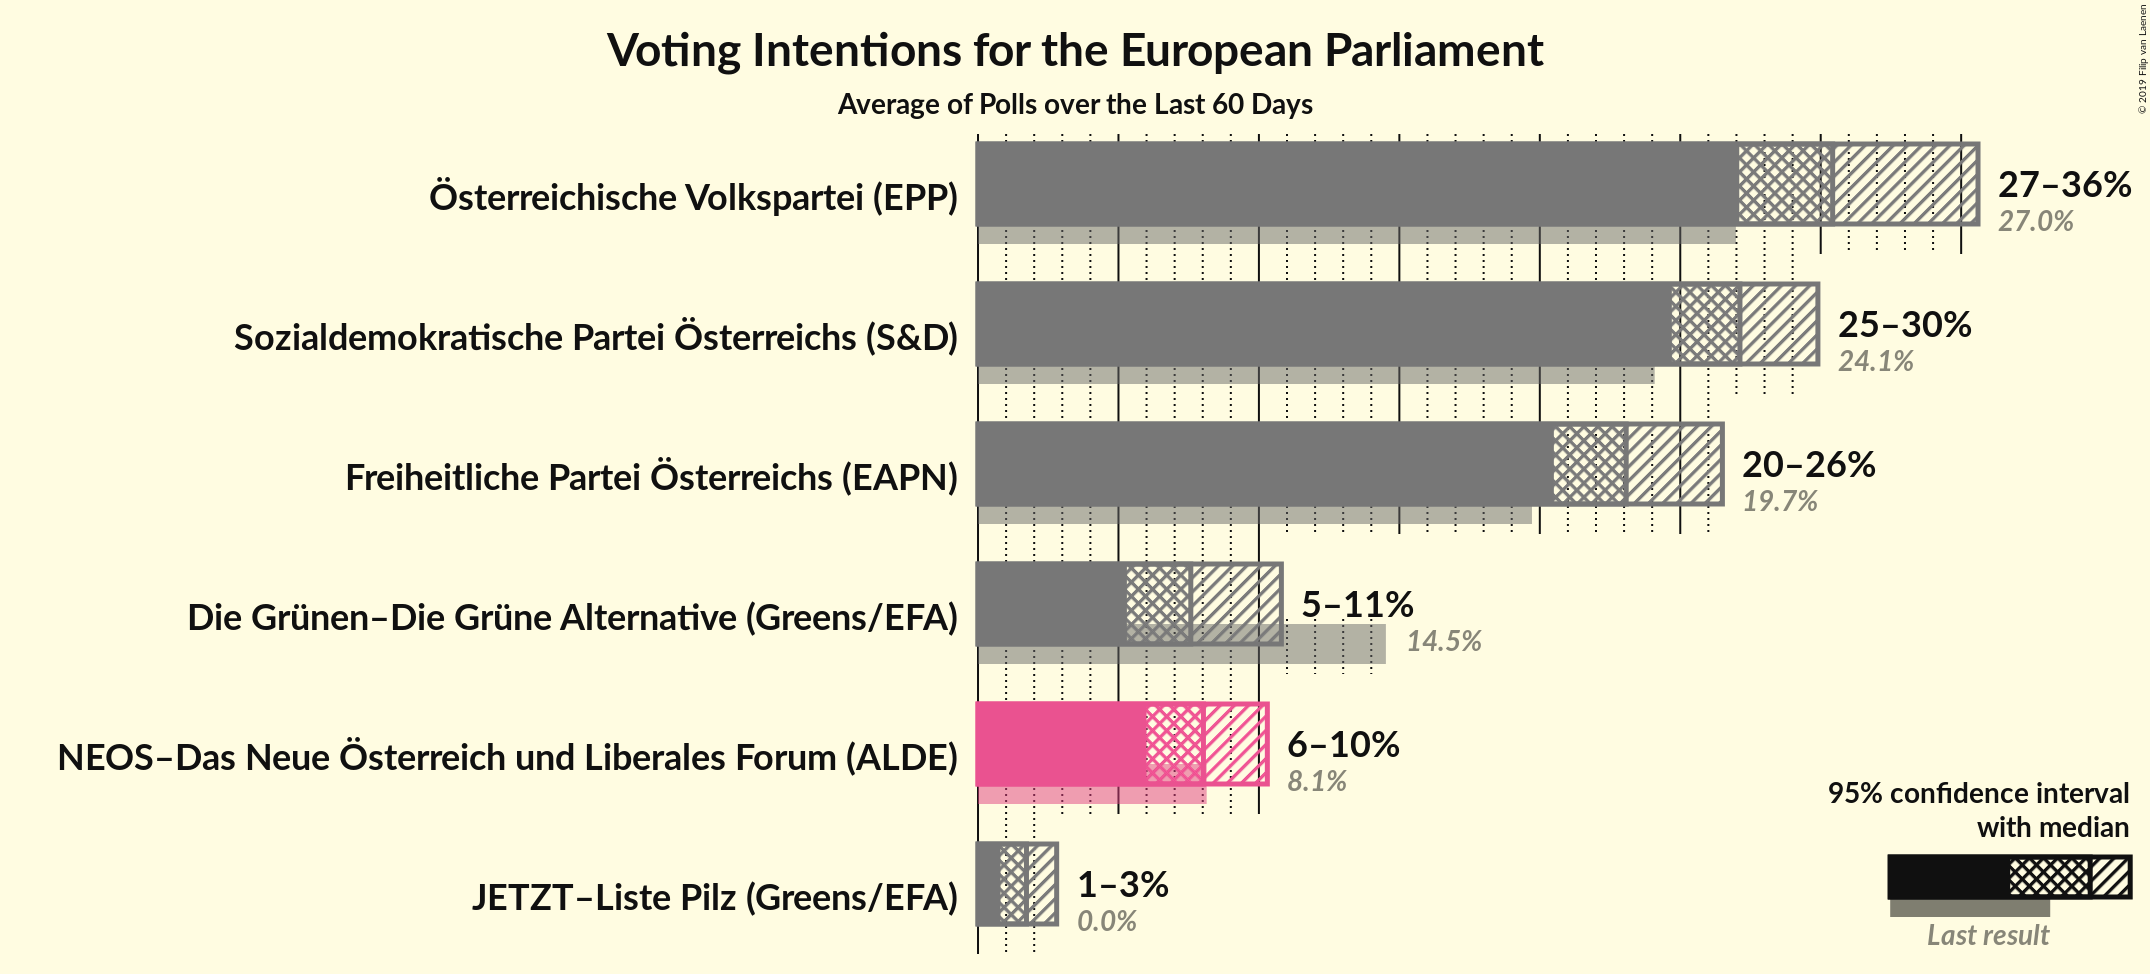 © 2019 Filip van Laenen
Voting Intentions for the European Parliament
Average of Polls over the Last 60 Days
Österreichische Volkspartei (EPP)
27–36%
27.0%
Sozialdemokratische Partei Österreichs (S&D)
25–30%
24.1%
Freiheitliche Partei Österreichs (EAPN)
20–26%
19.7%
Die Grünen–Die Grüne Alternative (Greens/EFA)
5–11%
14.5%
NEOS–Das Neue Österreich und Liberales Forum (ALDE)
6–10%
8.1%
JETZT–Liste Pilz (Greens/EFA)
1–3%
0.0%
95% confidence interval
with median
Last result